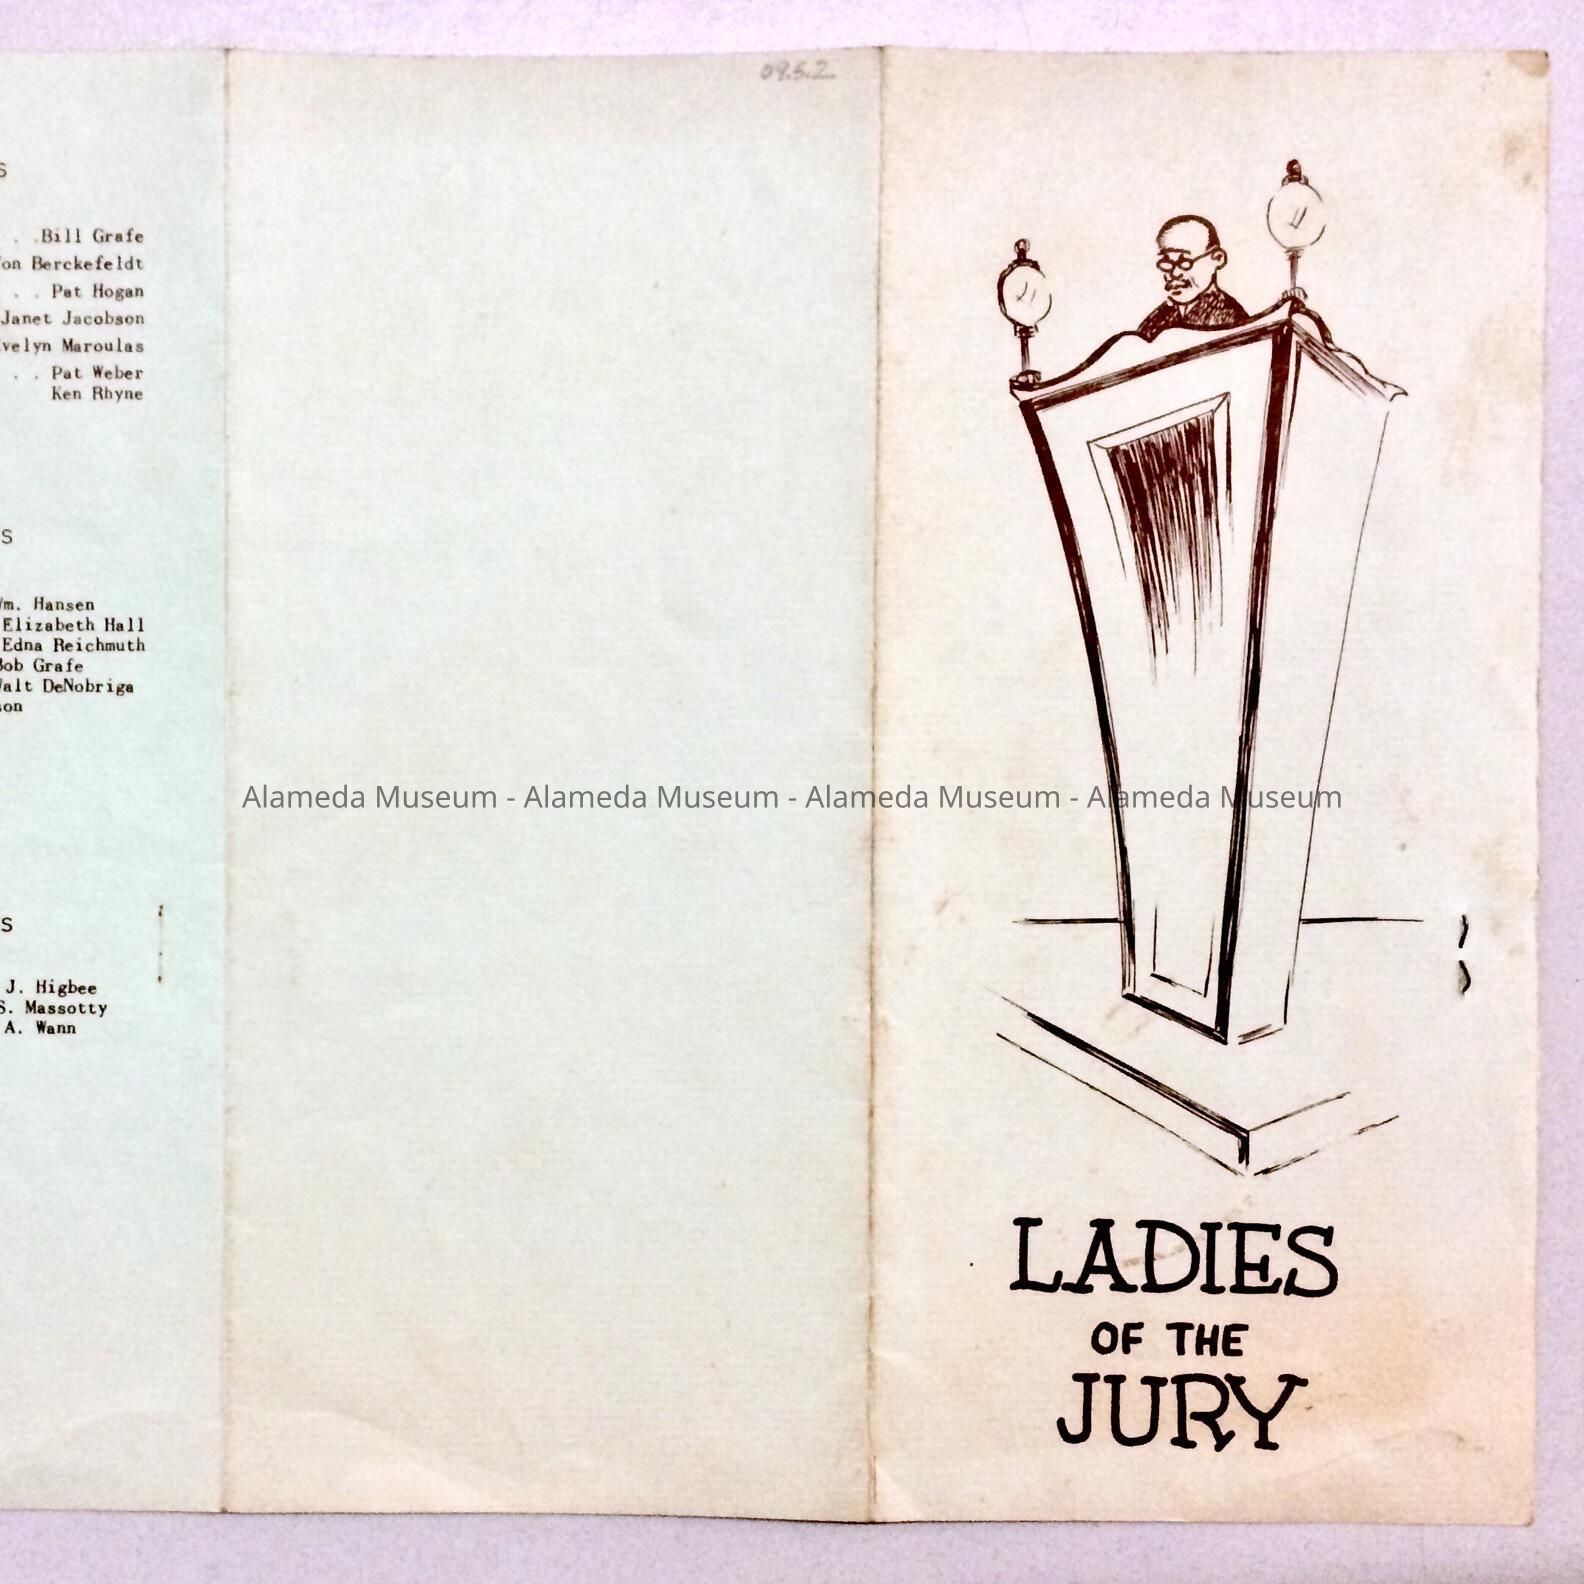 09.5.2.
S
. . Bill Grafe
on Berckefeldt
. . Pat Hogan
Janet Jacobson
velyn Maroulas
. . Pat Weber
Ken Rhyne
S
m. Hansen
Elizabeth Hall
Edna Reichmuth
Bob Grafe
Walt DeNobriga
son
S
J. Higbee
S. Massotty
A. Wann
Alameda Museum - Alameda Museum - Alameda Museum - Alameda Museum
LADIES
OF THE
JURY